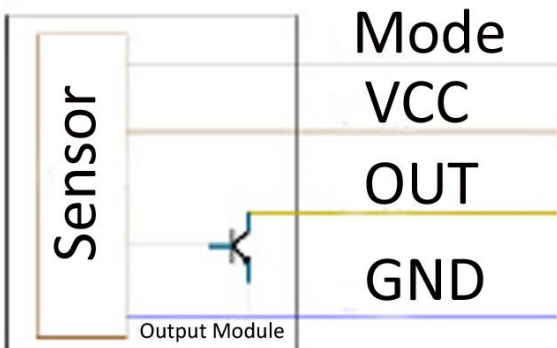 Mode
VCC
Sensor
OUT
GND
Output Module